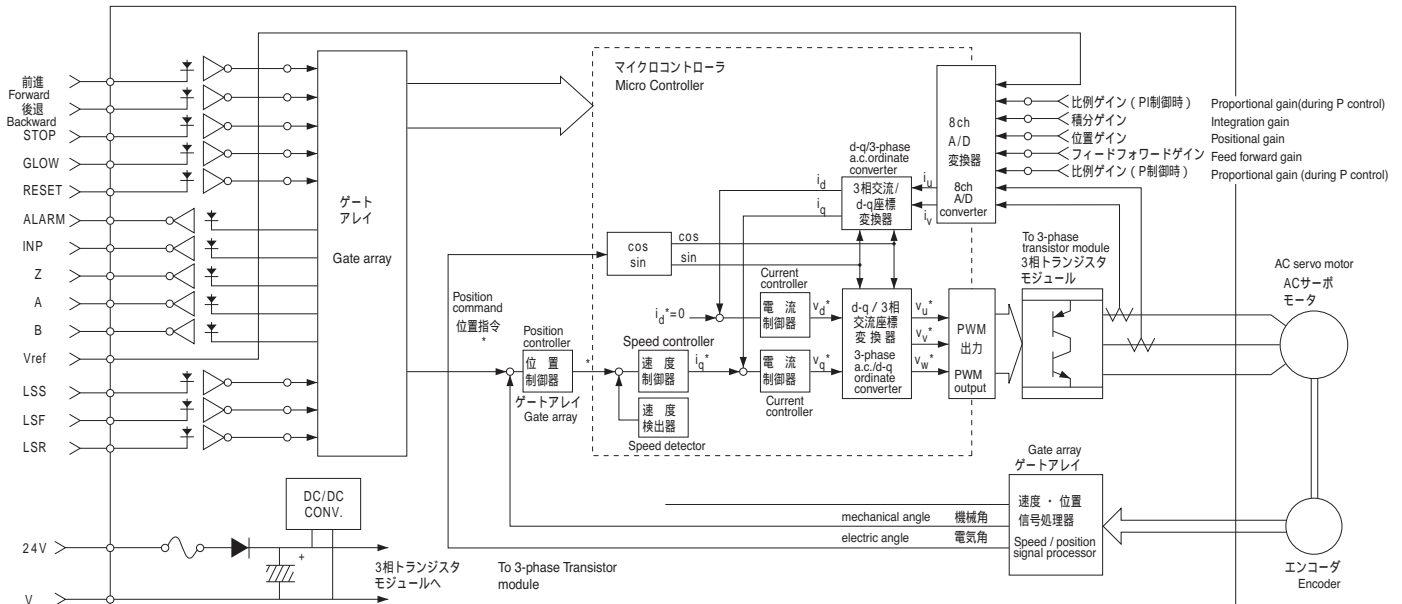 前進
Forward
後退
Backward
STOP
GLOW
RESET
ALARM
INP
Z
A
B
Vref
LSS
LSF
LSR
24V
V
ゲート
アレイ
Gate array
DC/DC
CONV.
+
3相トランジスタ
モジュールへ
To 3-phase Transistor
module
マイクロコントローラ
Micro Controller
8ch
A/D
変換器
8ch
A/D
converter
比例ゲイン(PI制御時) Proportional gain(during P control)
積分ゲイン Integration gain
位置ゲイン Positional gain
フィードフォワードゲイン Feed forward gain
比例ゲイン(P制御時) Proportional gain (during P control)
d-q/3-phase
a.c.ordinate
converter
3相交流/
d-q座標
変換器
id
iq
iu
iv
cos
sin
cos
sin
Position
command
位置指令
*
Position
controller
位置
制御器
ゲートアレイ
Gate array
*
id*=0
Speed controller
速度
制御器
iq*
速度
検出器
Speed detector
Current
controller
電流
制御器
vd*
電流
制御器
vq*
Current
controller
d-q / 3相
交流座標
変換器
3-phase
a.c./d-q
ordinate
converter
vu*
vv*
vw*
PWM
出力
PWM
output
To 3-phase
transistor module
3相トランジスタ
モジュール
AC servo motor
ACサーボ
モータ
Gate array
ゲートアレイ
速度・位置
信号処理器
Speed / position
signal processor
mechanical angle 機械角
electric angle 電気角
エンコーダ
Encoder